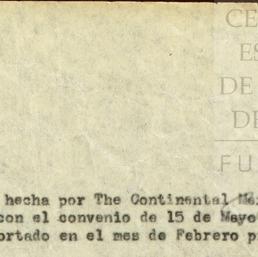 CE
ES
DE
DE
FU
hecha por The Continental
con el convenio de 15 de Mayo
ortado en el mes de Febrero p